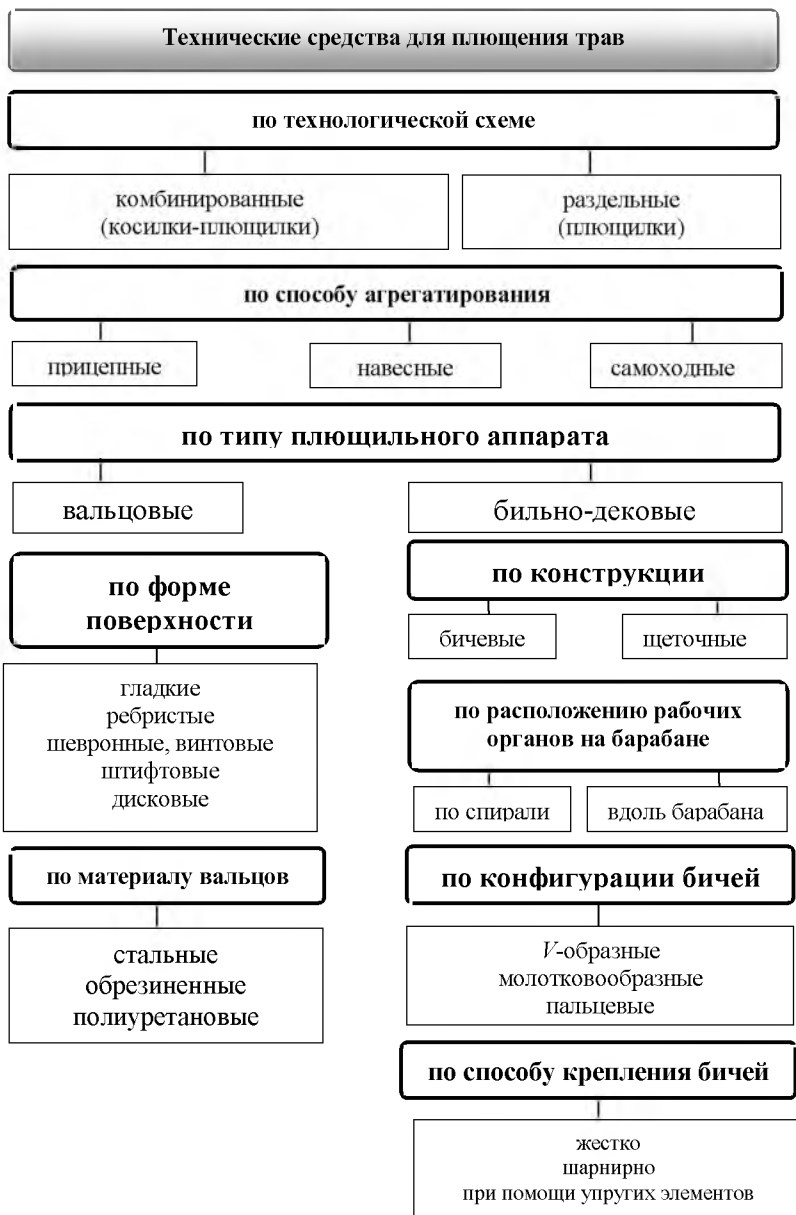 Технические средства для плющения трав
по технологической схеме
комбинированные
(косилки-площилки)
раздельные
(плющилки)
по способу агрегатирования
прицепные
навесные
самоходные
по типу плющильного аппарата
вальцовые
бильно-дековые
по форме
поверхности
гладкие
ребристые
шевронные, винтовые
штифтовые
дисковые
по материалу вальцов
стальные
обрезиненные
полиуретановые
по конструкции
бичевые
щеточные
по расположению рабочих
органов на барабане
по спирали
вдоль барабана
по конфигурации бичей
V-образные
молотковообразные
пальцевые
по способу крепления бичей
жестко
шарнирно
при помощи упругих элементов